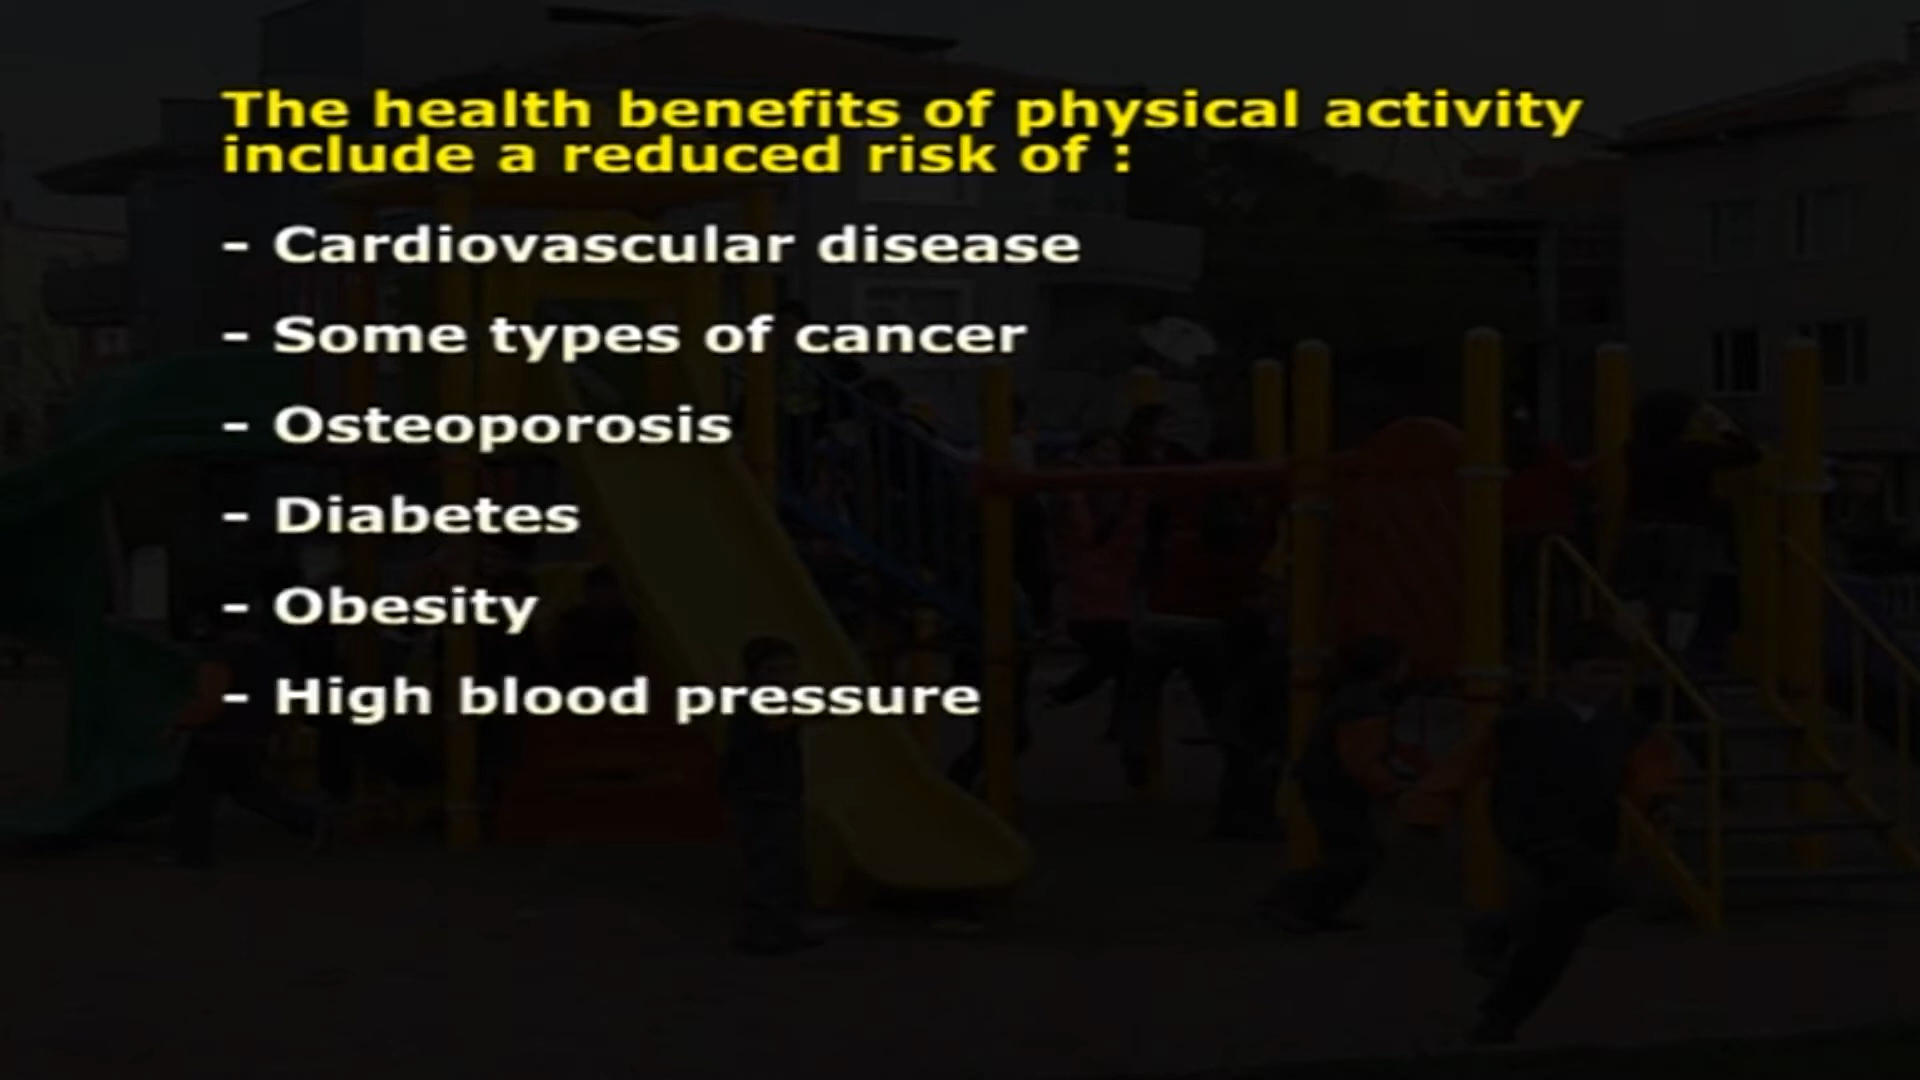 The health benefits of physical activity
include a reduced risk of :
- Cardiovascular disease
- Some types of cancer
- Osteoporosis
- Diabetes
- Obesity
- High blood pressure